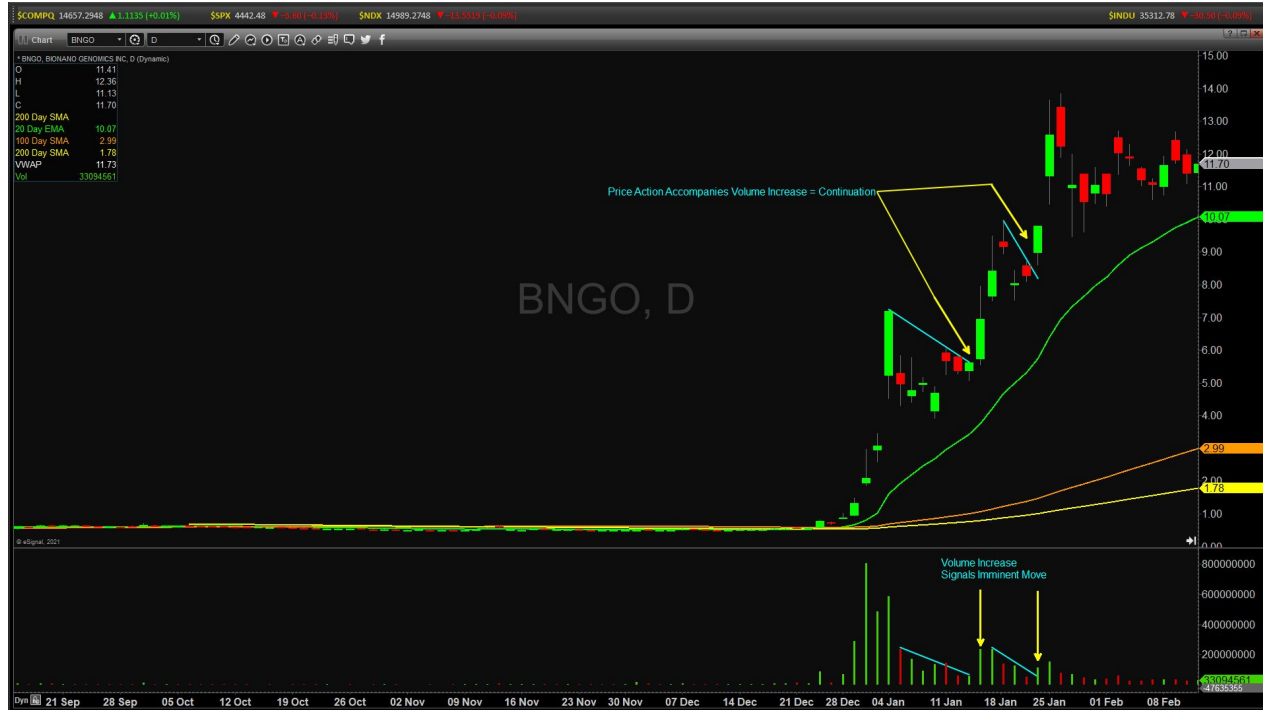 $COMPQ 14657.2948 ▲1.1135 (+0.01%) $SPX 4442.48 ▼-5.80 (-0.13%) $NDX 14989.2748 $INDU 35312.78 ▼-30.50 (-0.09%)
Chart BNGO D
* BNGO, BIONANO GENOMICS INC, D (Dynamic)
O 11.41
H 12.36
L 11.13
C 11.70
200 Day SMA
20 Day EMA 10.07
100 Day SMA 2.99
200 Day SMA 1.78
VWAP 11.73
Vol 33094561
15.00
14.00
13.00
12.00
11.70
11.00
Price Action Accompanies Volume Increase = Continuation
10.07
9.00
BNGO, D
8.00
7.00
6.00
5.00
4.00
2.99
2.00
1.78
1.00
0.00
© eSignal, 2021
Volume Increase
Signals Imminent Move
800000000
600000000
400000000
200000000
33094561
47635355
Dyn 21 Sep 28 Sep 05 Oct 12 Oct 19 Oct 26 Oct 02 Nov 09 Nov 16 Nov 23 Nov 30 Nov 07 Dec 14 Dec 21 Dec 28 Dec 04 Jan 11 Jan 18 Jan 25 Jan 01 Feb 08 Feb